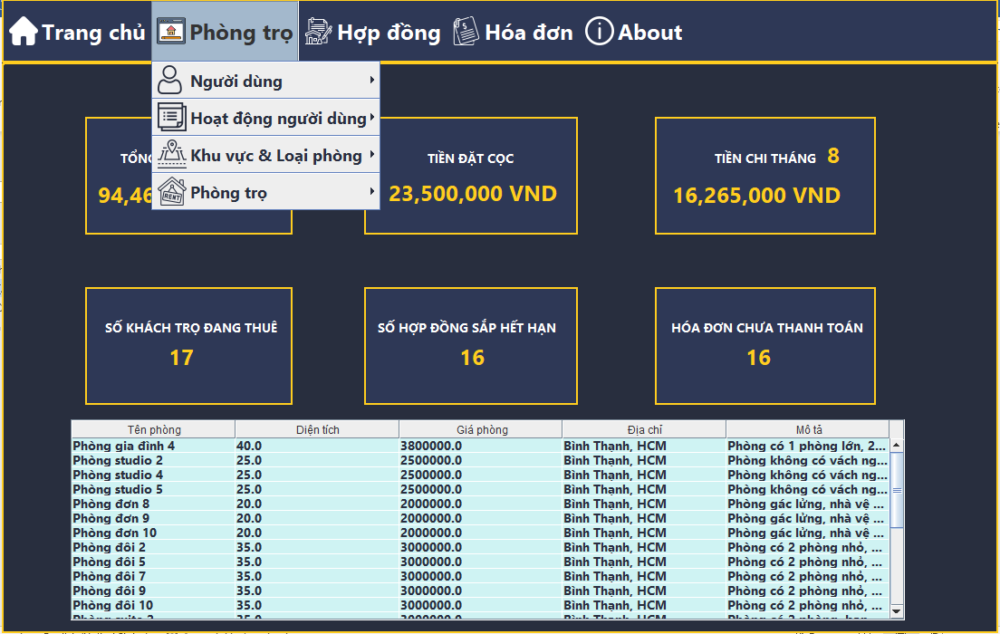 Trang chủ Phòng trọ Hợp đồng Hóa đơn About
Người dùng
Hoạt động người dùng
Khu vực & Loại phòng
RENT Phòng trọ
TIỀN ĐẶT CỌC
23,500,000 VND
TIỀN CHI THÁNG 8
16,265,000 VND
SỐ KHÁCH TRỌ ĐANG THUÊ
17
SỐ HỢP ĐỒNG SẮP HẾT HẠN
16
HÓA ĐƠN CHƯA THANH TOÁN
16
Tên phòng Diện tích Giá phòng Địa chỉ Mô tả
Phòng gia đình 4 40.0 3800000.0 Bình Thạnh, HCM Phòng có 1 phòng lớn, 2...
Phòng studio 2 25.0 2500000.0 Bình Thạnh, HCM Phòng không có vách ng...
Phòng studio 4 25.0 2500000.0 Bình Thạnh, HCM Phòng không có vách ng...
Phòng studio 5 25.0 2500000.0 Bình Thạnh, HCM Phòng không có vách ng...
Phòng đơn 8 20.0 2000000.0 Bình Thạnh, HCM Phòng gác lửng, nhà vệ ...
Phòng đơn 9 20.0 2000000.0 Bình Thạnh, HCM Phòng gác lửng, nhà vệ ...
Phòng đơn 10 20.0 2000000.0 Bình Thạnh, HCM Phòng gác lửng, nhà vệ ...
Phòng đôi 2 35.0 3000000.0 Bình Thạnh, HCM Phòng có 2 phòng nhỏ, ...
Phòng đôi 5 35.0 3000000.0 Bình Thạnh, HCM Phòng có 2 phòng nhỏ, ...
Phòng đôi 7 35.0 3000000.0 Bình Thạnh, HCM Phòng có 2 phòng nhỏ, ...
Phòng đôi 9 35.0 3000000.0 Bình Thạnh, HCM Phòng có 2 phòng nhỏ, ...
Phòng đôi 10 35.0 3000000.0 Bình Thạnh, HCM Phòng có 2 phòng nhỏ, ...